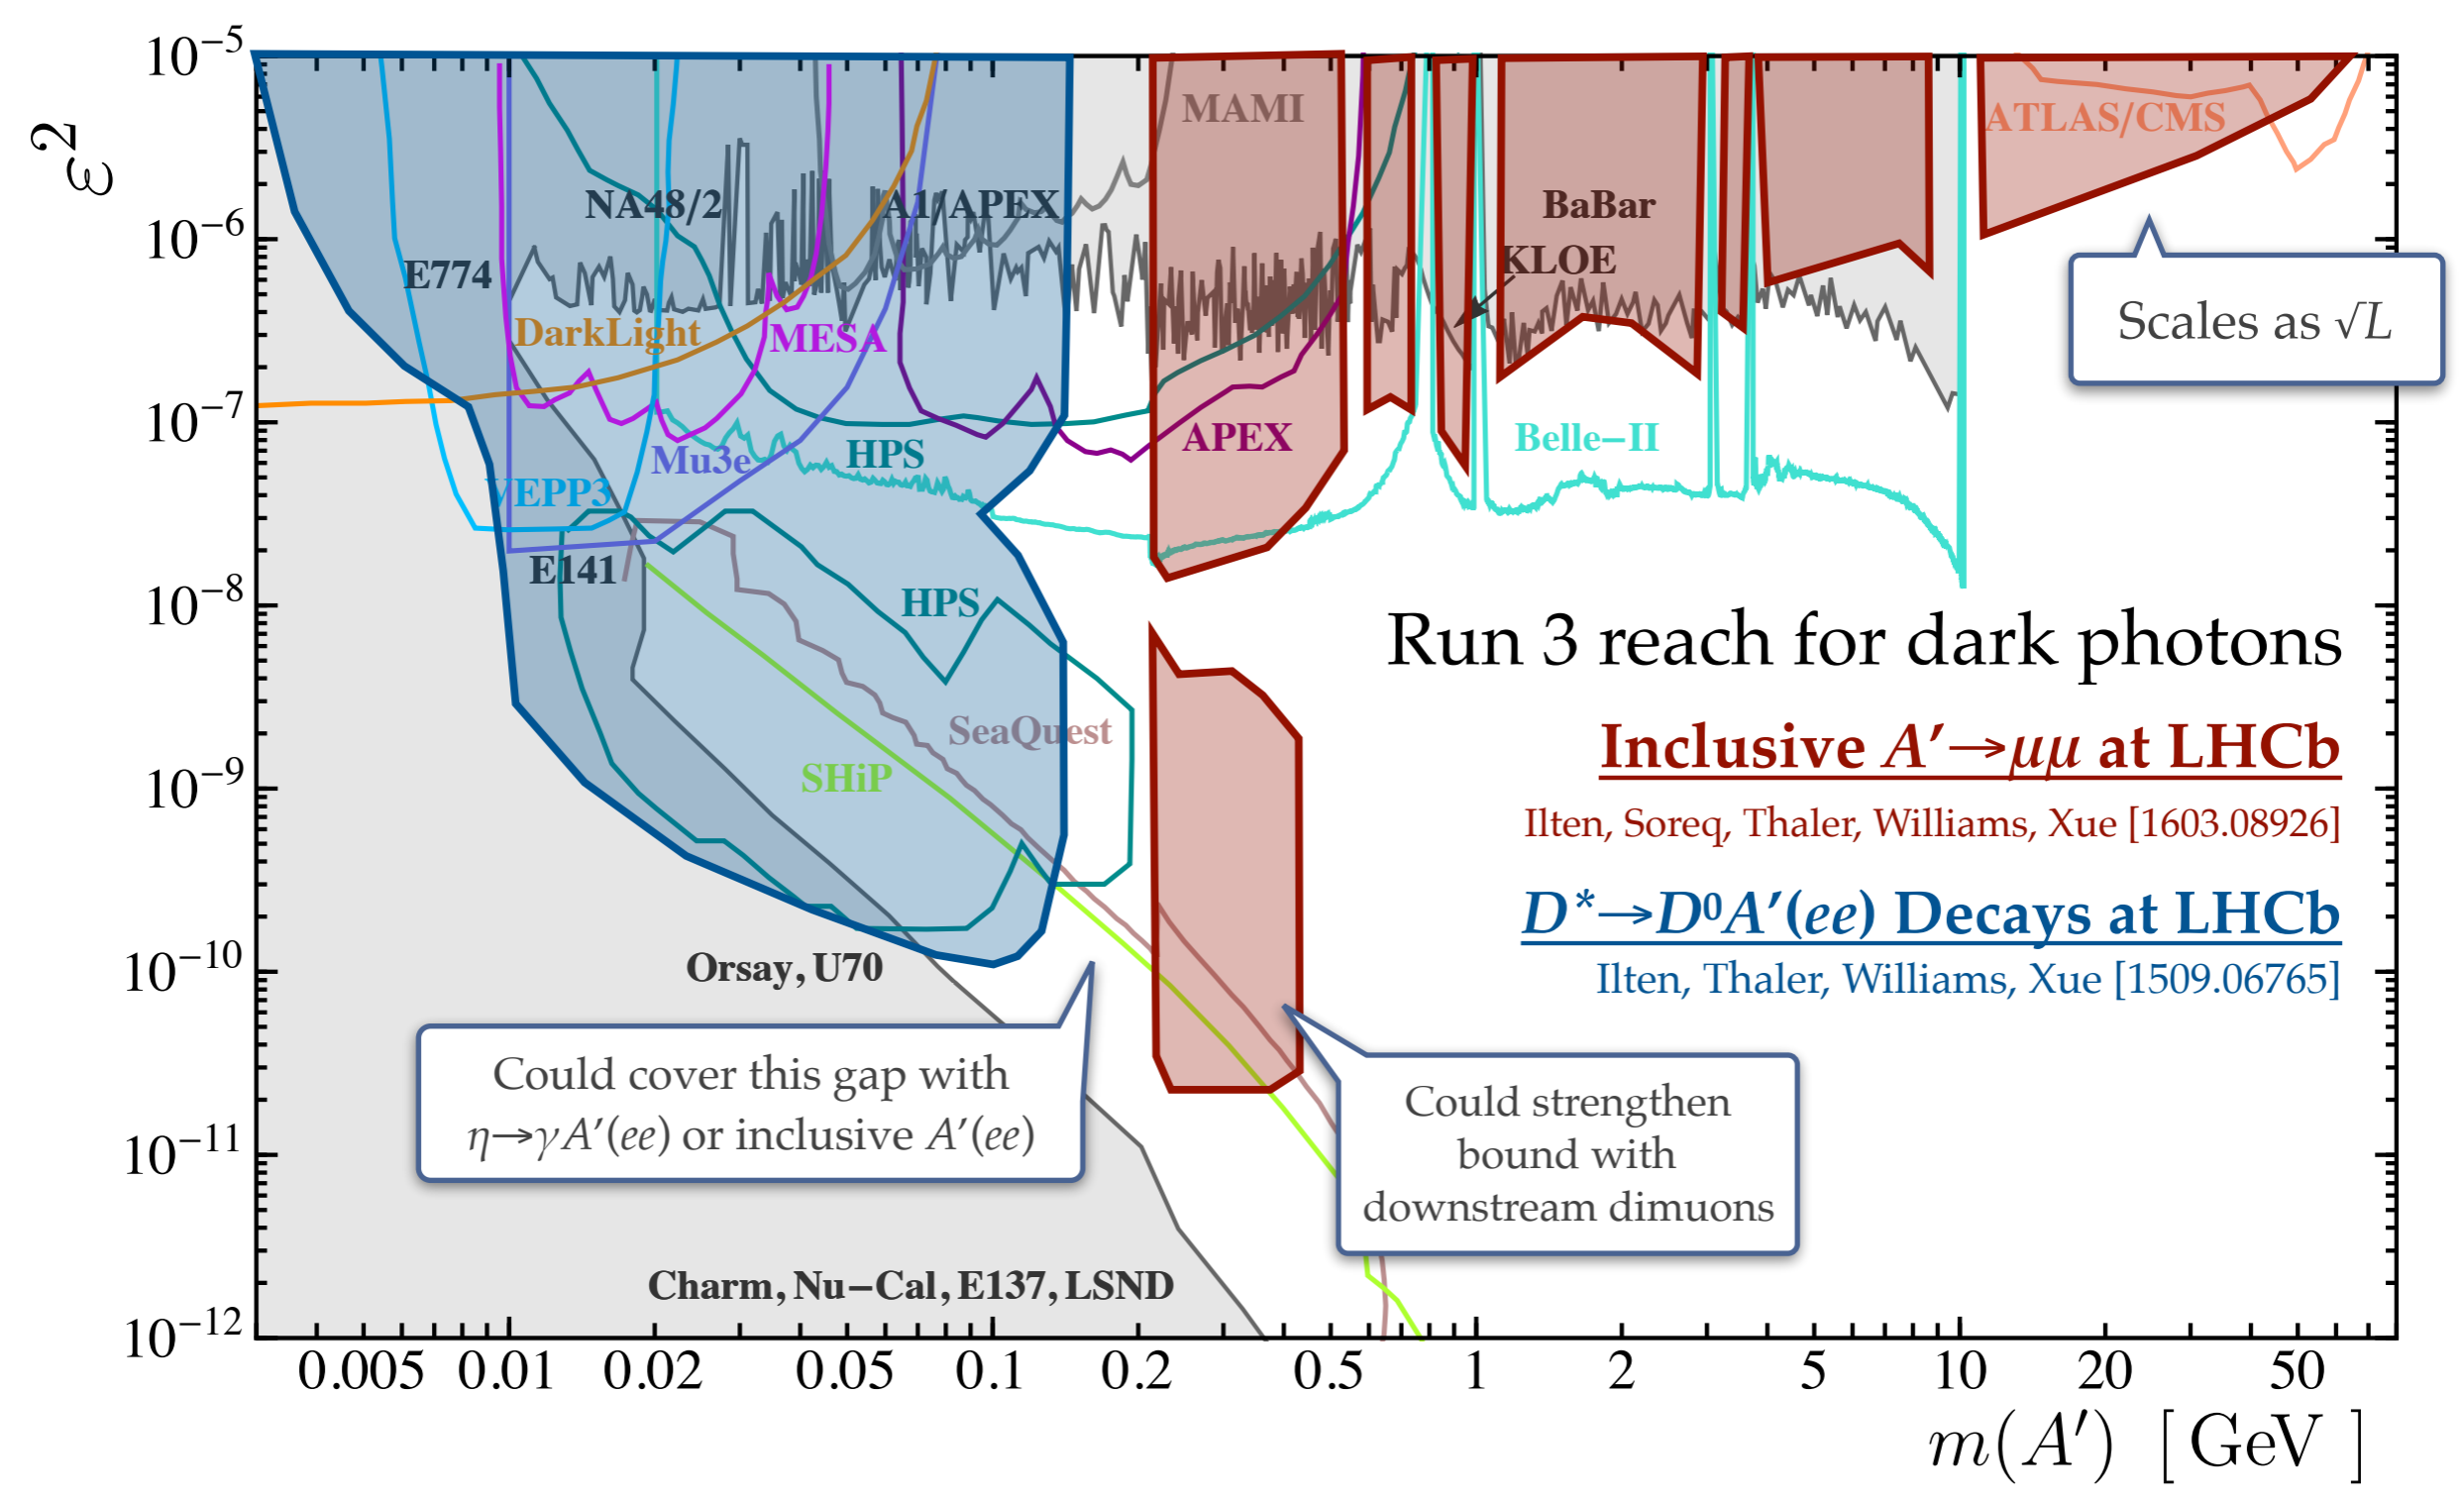 10⁻⁵
10⁻⁶
10⁻⁷
10⁻⁸
10⁻⁹
10⁻¹⁰
10⁻¹¹
10⁻¹²
ε²
MAMI
ATLAS/CMS
NA48/2
A1/APEX
BaBar
KLOE
E774
DarkLight
MESA
Scales as √L
HPS
APEX
Belle−II
Mu3e
VEPP3
E141
HPS
Run 3 reach for dark photons
SeaQuest
Inclusive A′→μμ at LHCb
SHiP
Ilten, Soreq, Thaler, Williams, Xue [1603.08926]
D*→D⁰A′(ee) Decays at LHCb
Orsay, U70
Ilten, Thaler, Williams, Xue [1509.06765]
Could cover this gap with
η→γA′(ee) or inclusive A′(ee)
Could strengthen
bound with
downstream dimuons
Charm, Nu−Cal, E137, LSND
0.005 0.01 0.02 0.05 0.1 0.2 0.5 1 2 5 10 20 50
m(A′) [ GeV ]